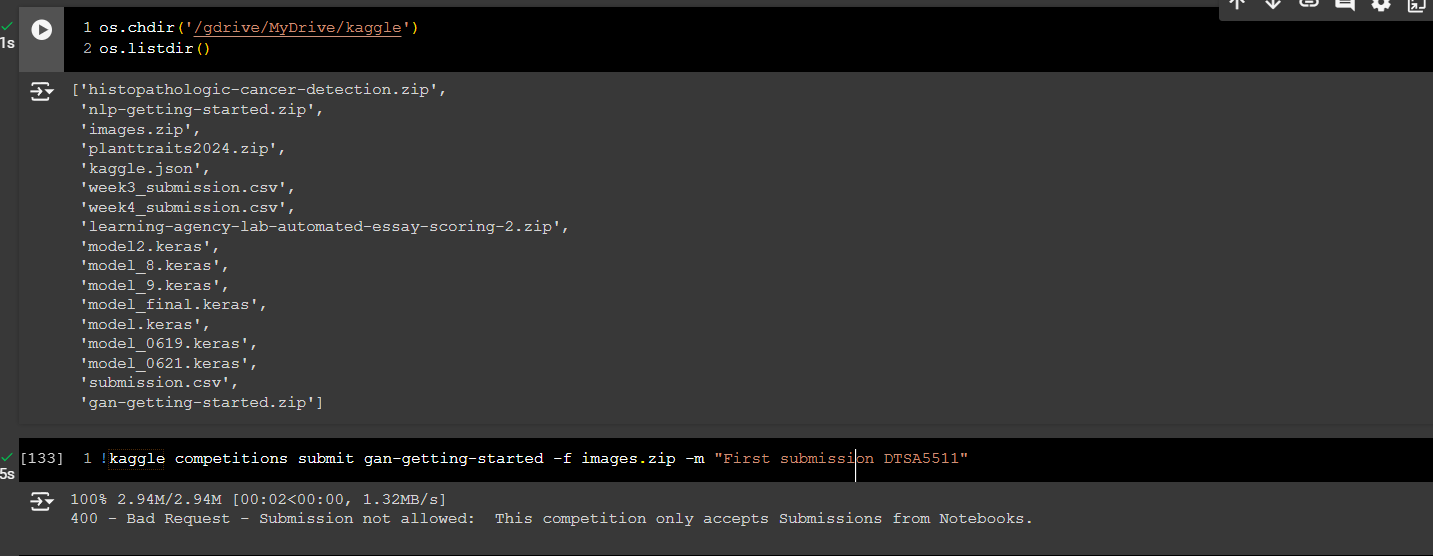 1s
1 os.chdir('/gdrive/MyDrive/kaggle')
2 os.listdir()
['histopathologic-cancer-detection.zip',
'nlp-getting-started.zip',
'images.zip',
'planttraits2024.zip',
'kaggle.json',
'week3_submission.csv',
'week4_submission.csv',
'learning-agency-lab-automated-essay-scoring-2.zip',
'model2.keras',
'model_8.keras',
'model_9.keras',
'model_final.keras',
'model.keras',
'model_0619.keras',
'model_0621.keras',
'submission.csv',
'gan-getting-started.zip']
[133] 1 !kaggle competitions submit gan-getting-started -f images.zip -m "First submission DTSA5511"
5s
100% 2.94M/2.94M [00:02<00:00, 1.32MB/s]
400 - Bad Request - Submission not allowed:  This competition only accepts Submissions from Notebooks.